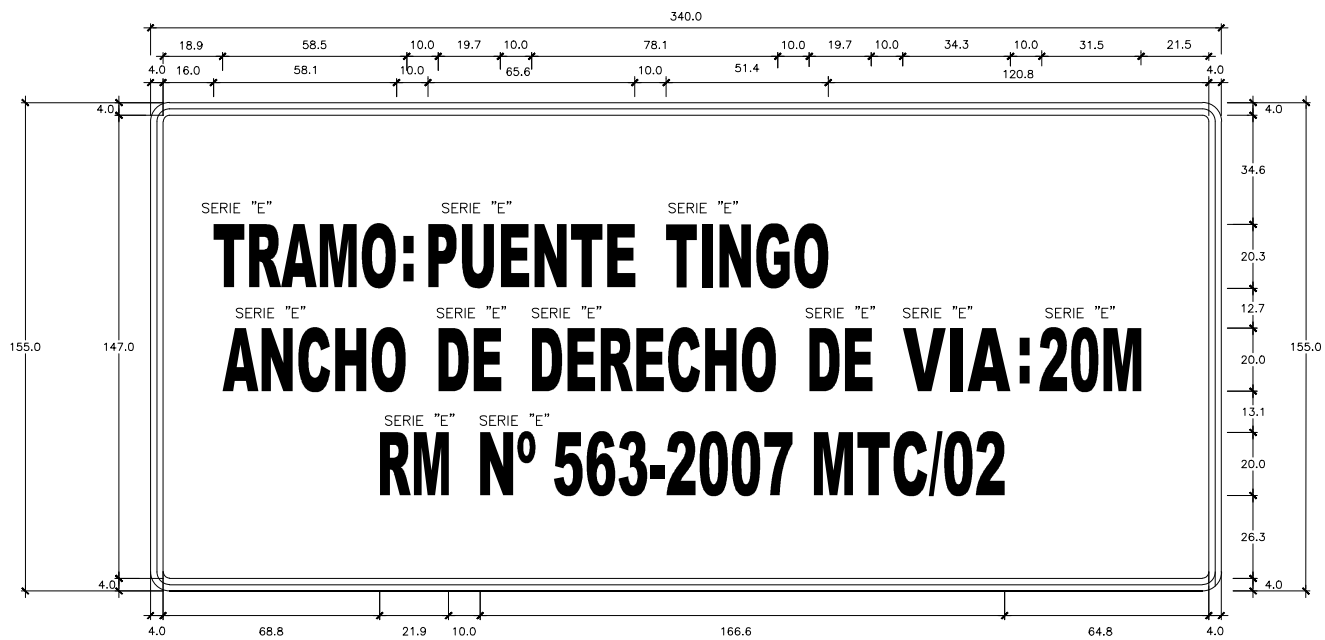 340.0
18.9 58.5 10.0 19.7 10.0 78.1 10.0 19.7 10.0 34.3 10.0 31.5 21.5
4.0 16.0 58.1 10.0 65.6 10.0 51.4 120.8 4.0
4.0 4.0
34.6
SERIE "E" SERIE "E" SERIE "E"
TRAMO: PUENTE TINGO
20.3
SERIE "E" SERIE "E" SERIE "E" SERIE "E" SERIE "E" SERIE "E"
12.7
155.0 147.0 ANCHO DE DERECHO DE VIA:20M 20.0 155.0
SERIE "E" SERIE "E" 13.1
RM Nº 563-2007 MTC/02 20.0
26.3
4.0 4.0
4.0 68.8 21.9 10.0 166.6 64.8 4.0